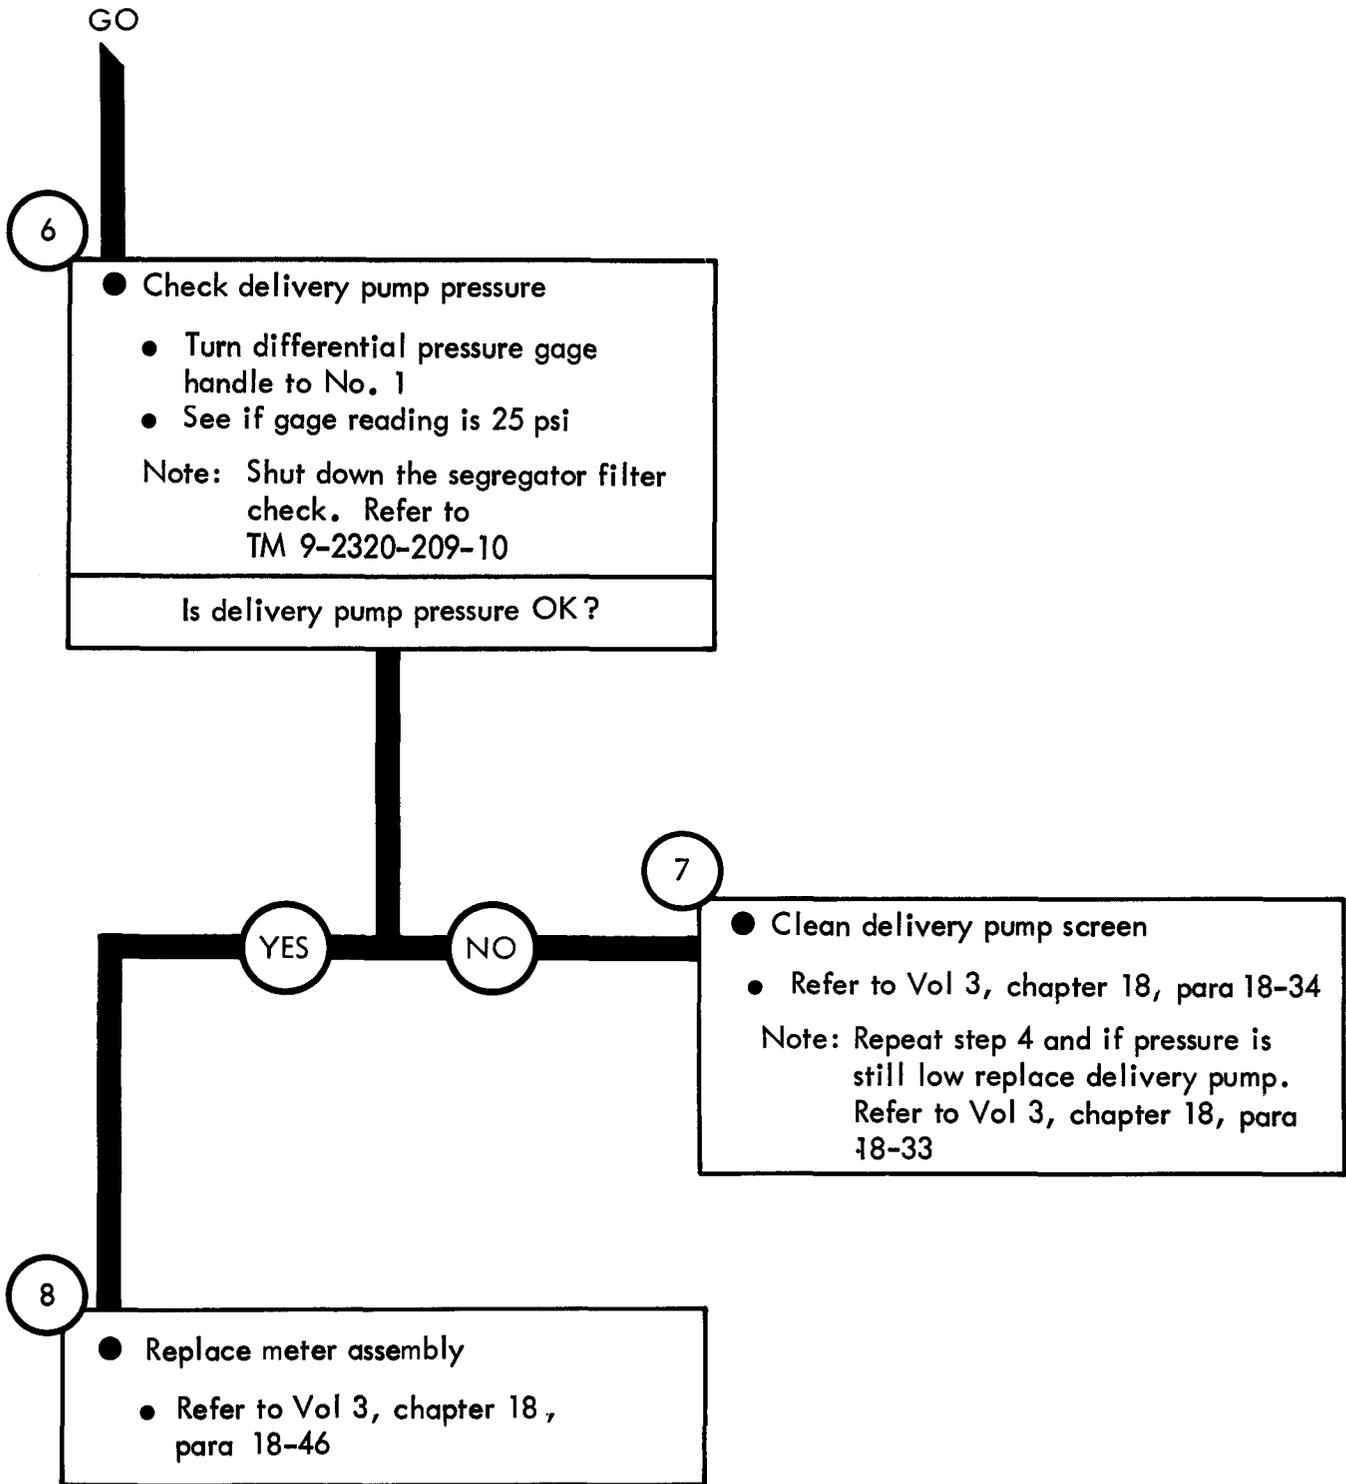 GO
6
● Check delivery pump pressure
● Turn differential pressure gage
handle to No. 1
● See if gage reading is 25 psi
Note: Shut down the segregator filter
check. Refer to
TM 9-2320-209-10
Is delivery pump pressure OK?
YES
NO
7
● Clean delivery pump screen
● Refer to Vol 3, chapter 18, para 18-34
Note: Repeat step 4 and if pressure is
still low replace delivery pump.
Refer to Vol 3, chapter 18, para
18-33
8
● Replace meter assembly
● Refer to Vol 3, chapter 18,
para 18-46